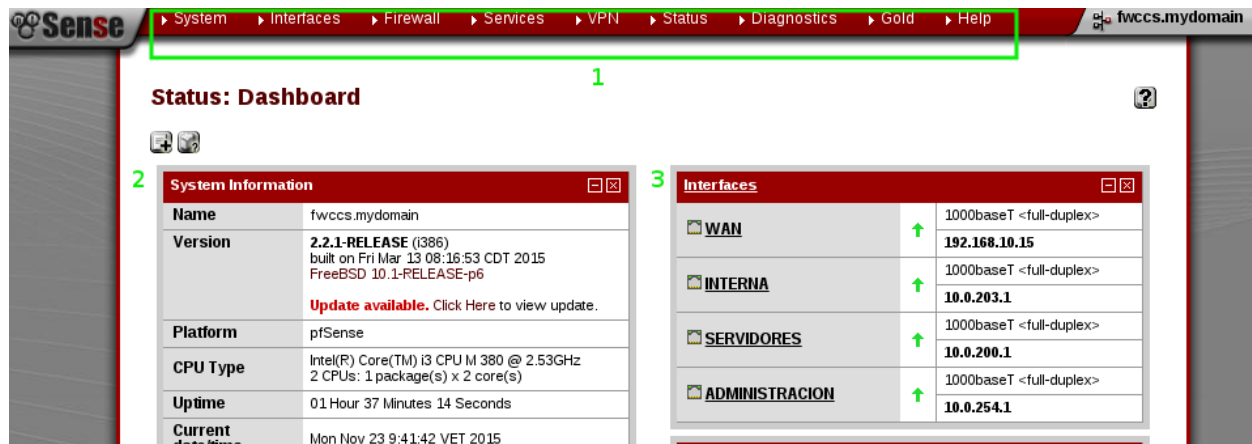 Sense
System Interfaces Firewall Services VPN Status Diagnostics Gold Help
fwccs.mydomain
1
Status: Dashboard
?
2
System Information
Name fwccs.mydomain
Version 2.2.1-RELEASE (i386)
built on Fri Mar 13 08:16:53 CDT 2015
FreeBSD 10.1-RELEASE-p6
Update available. Click Here to view update.
Platform pfSense
CPU Type Intel(R) Core(TM) i3 CPU M 380 @ 2.53GHz
2 CPUs: 1 package(s) x 2 core(s)
Uptime 01 Hour 37 Minutes 14 Seconds
Current
date/time Mon Nov 23 9:41:42 VET 2015
3
Interfaces
WAN 1000baseT <full-duplex>
192.168.10.15
INTERNA 1000baseT <full-duplex>
10.0.203.1
SERVIDORES 1000baseT <full-duplex>
10.0.200.1
ADMINISTRACION 1000baseT <full-duplex>
10.0.254.1